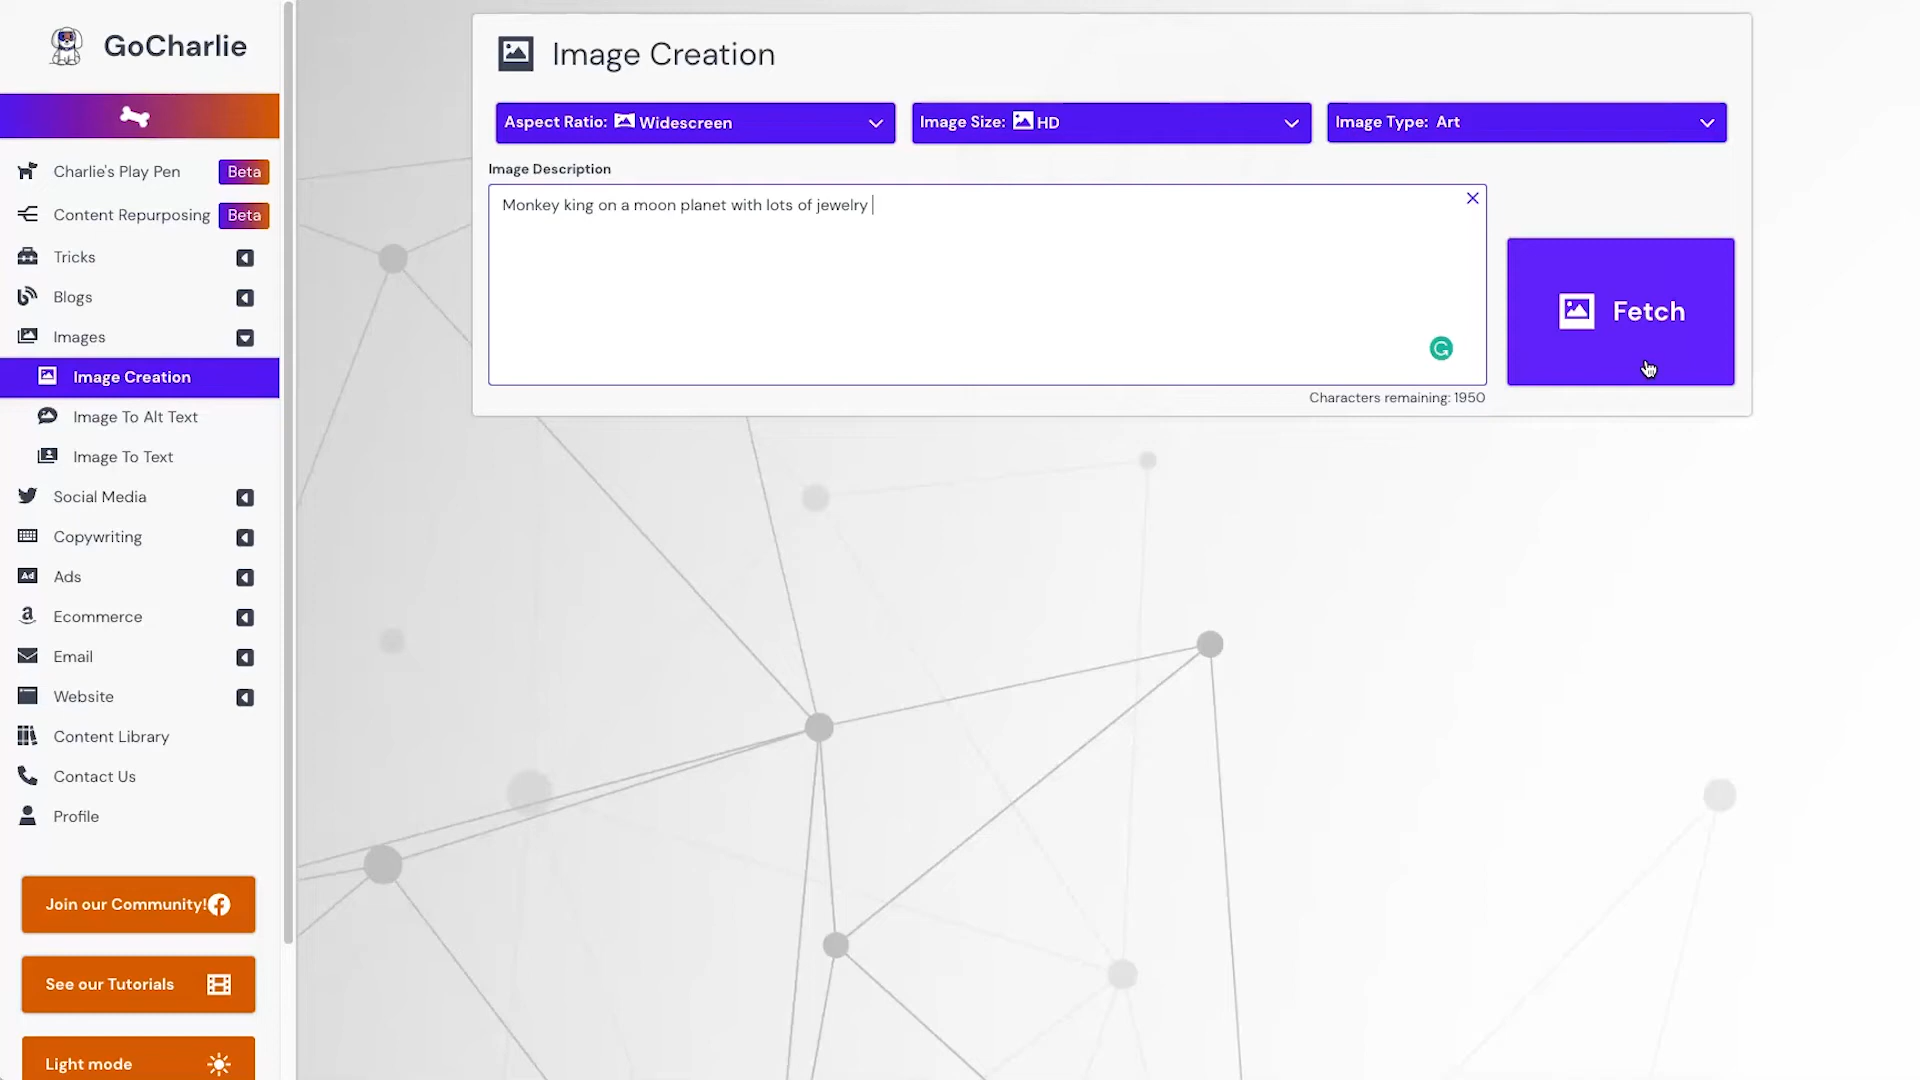 GoCharlie
Charlie's Play Pen Beta
Content Repurposing Beta
Tricks
Blogs
Images
Image Creation
Image To Alt Text
Image To Text
Social Media
Copywriting
Ad Ads
Ecommerce
Email
Website
Content Library
Contact Us
Profile
Join our Community!
See our Tutorials
Light mode
Image Creation
Aspect Ratio: Widescreen
Image Size: HD
Image Type: Art
Image Description
Monkey king on a moon planet with lots of jewelry
Fetch
Characters remaining: 1950